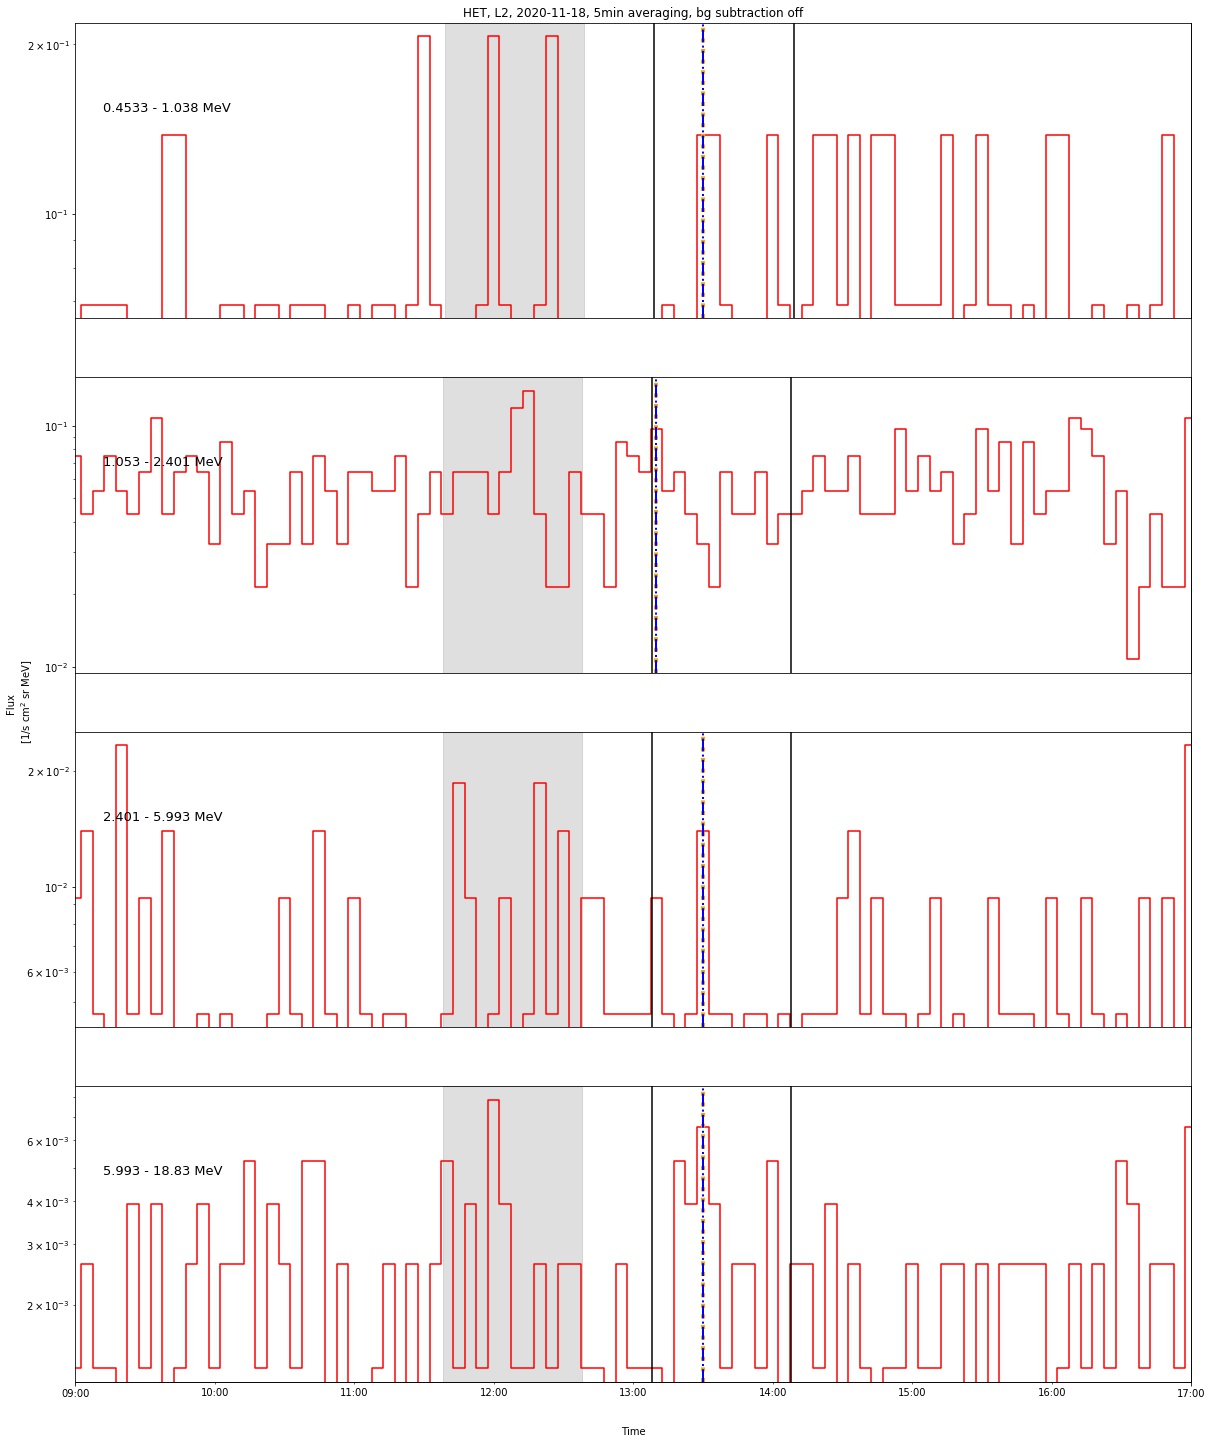 HET, L2, 2020-11-18, 5min averaging, bg subtraction off
2 × 10⁻¹
0.4533 - 1.038 MeV
10⁻¹
10⁻¹
1.053 - 2.401 MeV
10⁻²
Flux
[1/s cm² sr MeV]
2 × 10⁻²
2.401 - 5.993 MeV
10⁻²
6 × 10⁻³
6 × 10⁻³
5.993 - 18.83 MeV
4 × 10⁻³
3 × 10⁻³
2 × 10⁻³
09:00 10:00 11:00 12:00 13:00 14:00 15:00 16:00 17:00
Time